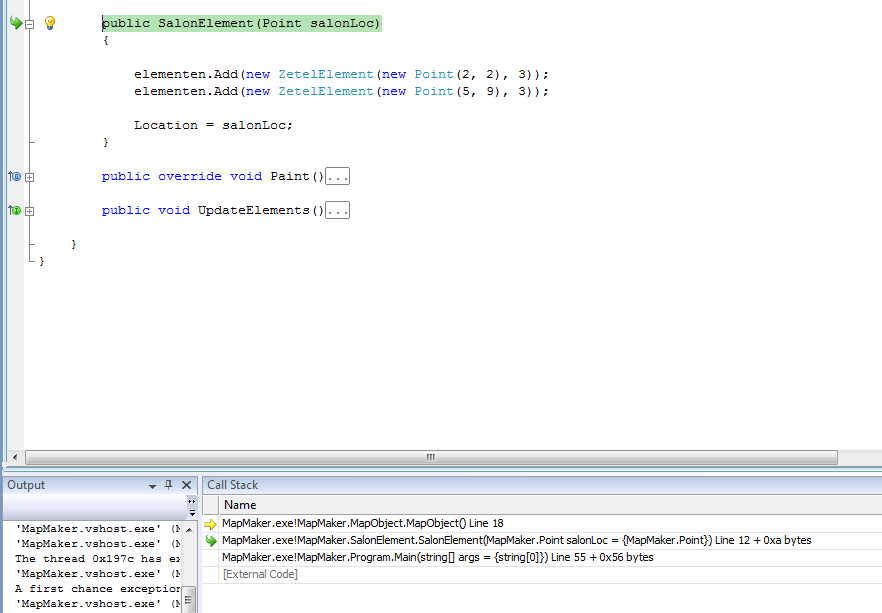 public SalonElement(Point salonLoc)
{
elementen.Add(new ZetelElement(new Point(2, 2), 3));
elementen.Add(new ZetelElement(new Point(5, 9), 3));
Location = salonLoc;
}
public override void Paint()...
public void UpdateElements()...
}
}
Output
'MapMaker.vshost.exe' (M
'MapMaker.vshost.exe' (M
The thread 0x197c has ex
'MapMaker.vshost.exe' (M
A first chance exception
'MapMaker.vshost.exe' (M
Call Stack
Name
MapMaker.exe!MapMaker.MapObject.MapObject() Line 18
MapMaker.exe!MapMaker.SalonElement.SalonElement(MapMaker.Point salonLoc = {MapMaker.Point}) Line 12 + 0xa bytes
MapMaker.exe!MapMaker.Program.Main(string[] args = {string[0]}) Line 55 + 0x56 bytes
[External Code]